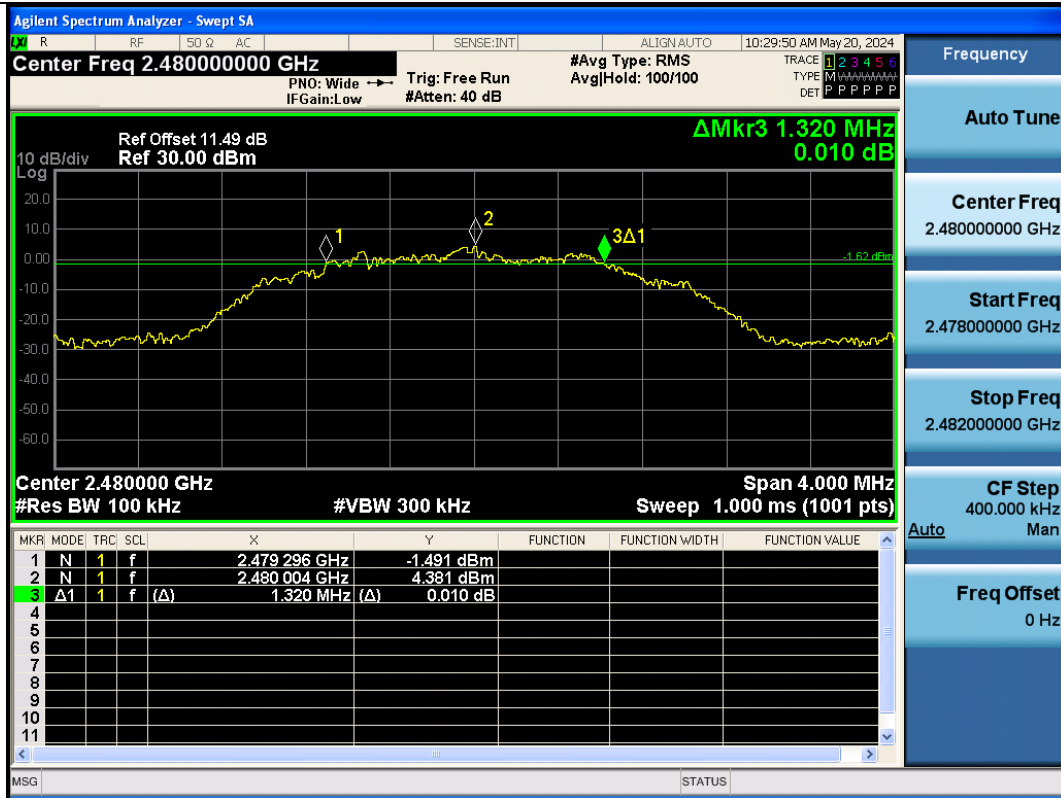 Agilent Spectrum Analyzer - Swept SA
LXI R RF 50 Ω AC SENSE:INT ALIGN AUTO 10:29:50 AM May 20, 2024
Center Freq 2.480000000 GHz
PNO: Wide
IFGain:Low
Trig: Free Run
#Atten: 40 dB
#Avg Type: RMS
Avg|Hold: 100/100
TRACE 1 2 3 4 5 6
TYPE M
DET P P P P P P
Ref Offset 11.49 dB
10 dB/div Ref 30.00 dBm
Log
ΔMkr3 1.320 MHz
0.010 dB
20.0
10.0
0.00
-10.0
-20.0
-30.0
-40.0
-50.0
-60.0
1
2
3Δ1
-1.62 dBm
Center 2.480000 GHz Span 4.000 MHz
#Res BW 100 kHz #VBW 300 kHz Sweep 1.000 ms (1001 pts)
MKR MODE TRC SCL X Y FUNCTION FUNCTION WIDTH FUNCTION VALUE
1 N 1 f 2.479 296 GHz -1.491 dBm
2 N 1 f 2.480 004 GHz 4.381 dBm
3 Δ1 1 f (Δ) 1.320 MHz (Δ) 0.010 dB
4
5
6
7
8
9
10
11
MSG STATUS
Frequency
Auto Tune
Center Freq
2.480000000 GHz
Start Freq
2.478000000 GHz
Stop Freq
2.482000000 GHz
CF Step
400.000 kHz
Auto Man
Freq Offset
0 Hz